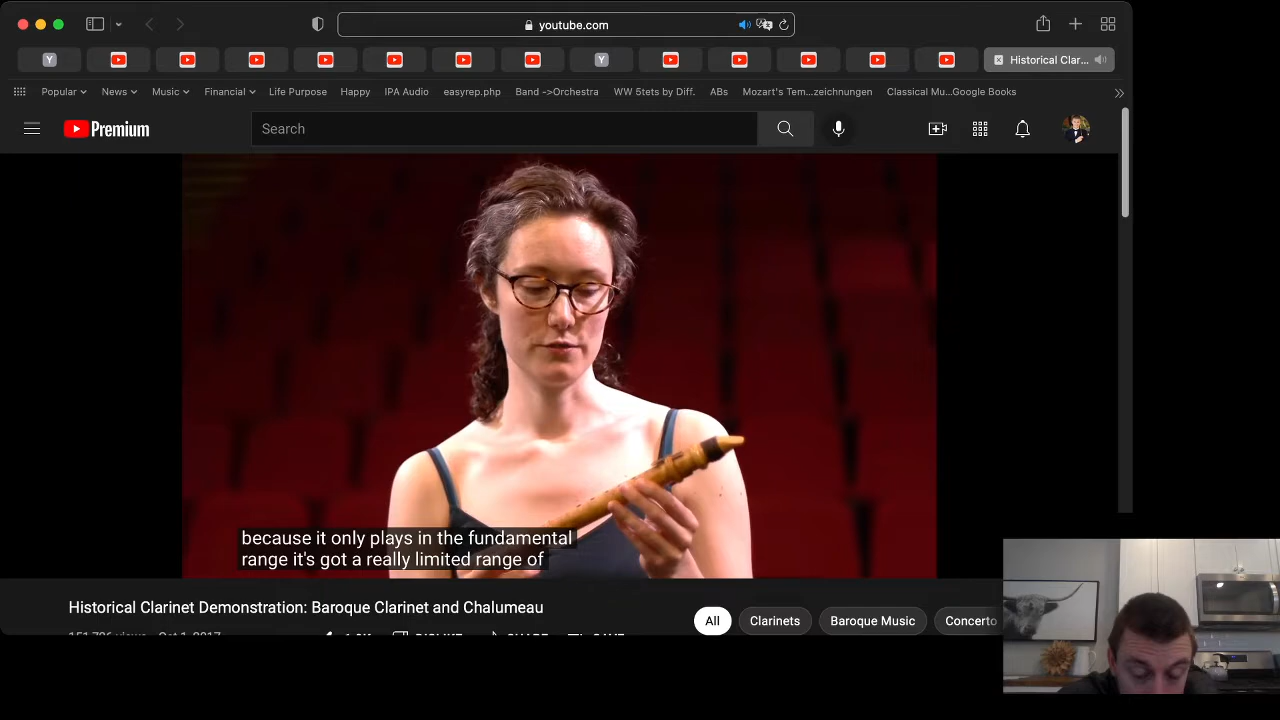 youtube.com
Historical Clar...
Popular
News
Music
Financial
Life Purpose
Happy
IPA Audio
easyrep.php
Band ->Orchestra
WW 5tets by Diff.
ABs
Mozart's Tem...zeichnungen
Classical Mu...Google Books
Premium
Search
because it only plays in the fundamental
range it's got a really limited range of
Historical Clarinet Demonstration: Baroque Clarinet and Chalumeau
All
Clarinets
Baroque Music
Concerto